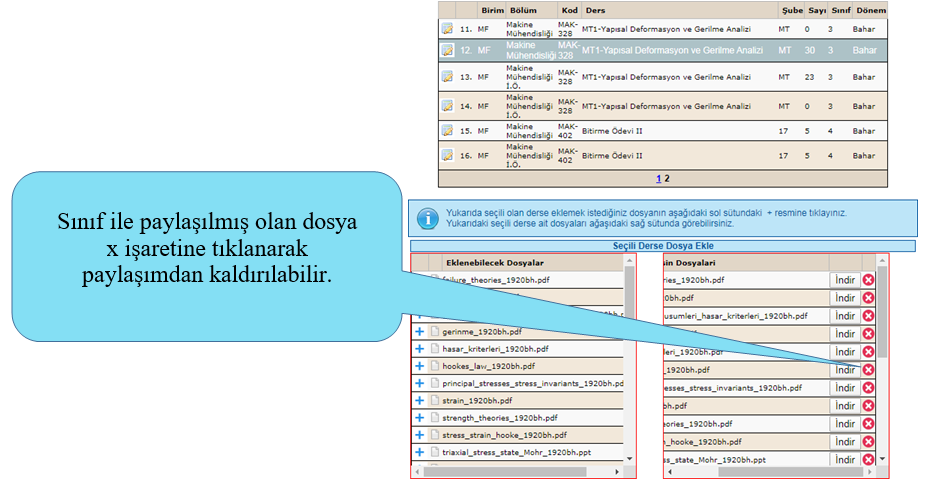 Birim Bölüm Kod Ders Şube Sayı Sınıf Dönem
11. MF Makine Mühendisliği MAK-328 MT1-Yapısal Deformasyon ve Gerilme Analizi MT 0 3 Bahar
12. MF Makine Mühendisliği MAK-328 MT1-Yapısal Deformasyon ve Gerilme Analizi MT 30 3 Bahar
13. MF Makine Mühendisliği İ.Ö. MAK-328 MT1-Yapısal Deformasyon ve Gerilme Analizi MT 23 3 Bahar
14. MF Makine Mühendisliği İ.Ö. MAK-328 MT1-Yapısal Deformasyon ve Gerilme Analizi MT 0 3 Bahar
15. MF Makine Mühendisliği MAK-402 Bitirme Ödevi II 17 5 4 Bahar
16. MF Makine Mühendisliği İ.Ö. MAK-402 Bitirme Ödevi II 17 5 4 Bahar
1 2
Sınıf ile paylaşılmış olan dosya
x işaretine tıklanarak
paylaşımdan kaldırılabilir.
Yukarıda seçili olan derse eklemek istediğiniz dosyanın aşağıdaki sol sütundaki + resmine tıklayınız.
Yukarıdaki seçili derse ait dosyaları ağaşıdaki sağ sütunda görebilirsiniz.
Seçili Derse Dosya Ekle
Eklenebilecek Dosyalar
failure_theories_1920bh.pdf
gerinme_1920bh.pdf
hasar_kriterleri_1920bh.pdf
hookes_law_1920bh.pdf
principal_stresses_stress_invariants_1920bh.pd
strain_1920bh.pdf
strength_theories_1920bh.pdf
stress_strain_hooke_1920bh.pdf
triaxial_stress_state_Mohr_1920bh.ppt
sin Dosyalari
ries_1920bh.pdf İndir
0bh.pdf İndir
usumleri_hasar_kriterleri_1920bh.pdf İndir
bh.pdf İndir
leri_1920bh.pdf İndir
_1920bh.pdf İndir
esses_stress_invariants_1920bh.pdf İndir
bh.pdf İndir
eories_1920bh.pdf İndir
n_hooke_1920bh.pdf İndir
ss_state_Mohr_1920bh.ppt İndir